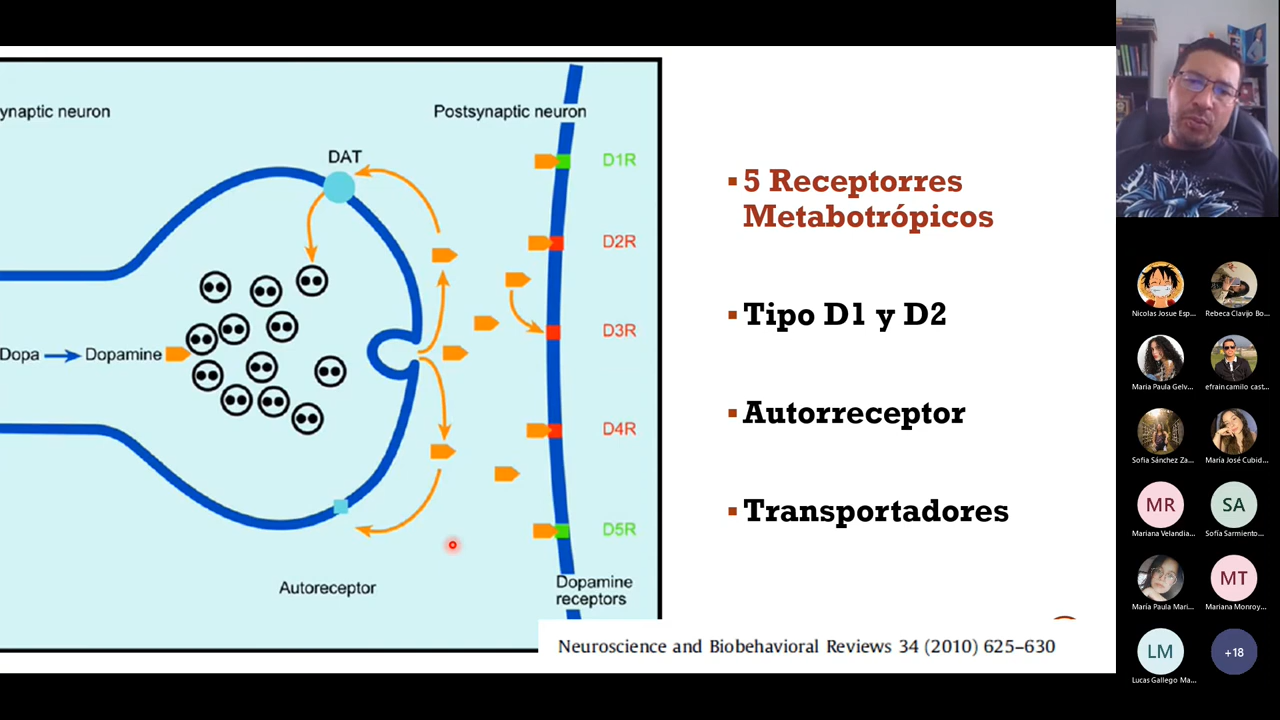 ynaptic neuron
Postsynaptic neuron
DAT
D1R
D2R
D3R
D4R
D5R
Dopa
Dopamine
Autoreceptor
Dopamine
receptors
▪ 5 Receptorres
Metabotrópicos
▪ Tipo D1 y D2
▪ Autorreceptor
▪ Transportadores
Neuroscience and Biobehavioral Reviews 34 (2010) 625–630
Nicolas Josue Esp...
Rebeca Clavijo Bo...
Maria Paula Gelv...
efrain camilo cast...
Sofia Sánchez Za...
María José Cubid...
MR
SA
Mariana Velandia...
Sofía Sarmiento...
MT
María Paula Mari...
Mariana Monroy...
LM
+18
Lucas Gallego Ma...